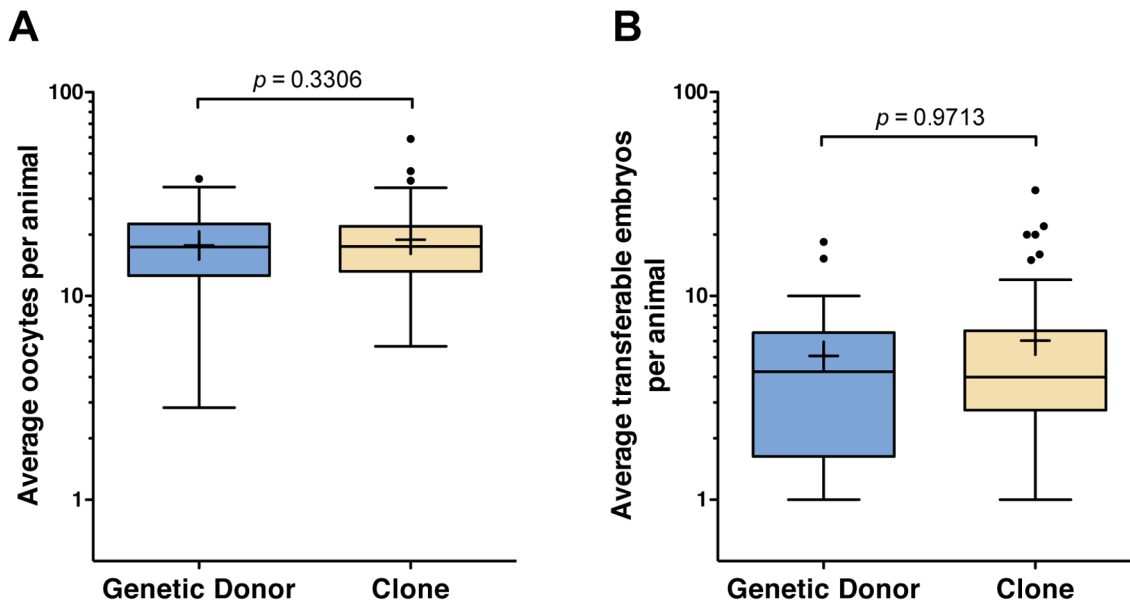 A
Average oocytes per animal
100
10
1
p = 0.3306
Genetic Donor
Clone
B
Average transferable embryos
per animal
100
10
1
p = 0.9713
Genetic Donor
Clone